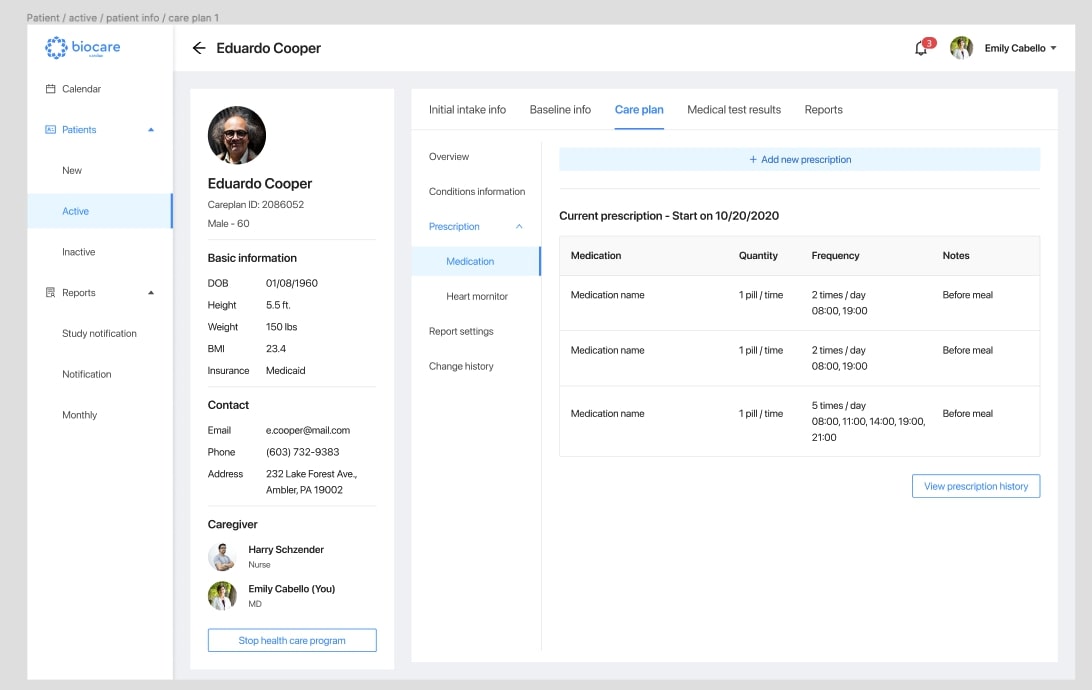 Patient / active / patient info / care plan 1
biocare
Eduardo Cooper
3
Emily Cabello
Calendar
Patients
New
Active
Inactive
Reports
Study notification
Notification
Monthly
Eduardo Cooper
Careplan ID: 2086052
Male - 60
Basic information
DOB 01/08/1960
Height 5.5 ft.
Weight 150 lbs
BMI 23.4
Insurance Medicaid
Contact
Email e.cooper@mail.com
Phone (603) 732-9383
Address 232 Lake Forest Ave.,
Ambler, PA 19002
Caregiver
Harry Schzender
Nurse
Emily Cabello (You)
MD
Stop health care program
Initial intake info Baseline info Care plan Medical test results Reports
Overview
Conditions information
Prescription
Medication
Heart mornitor
Report settings
Change history
+ Add new prescription
Current prescription - Start on 10/20/2020
Medication Quantity Frequency Notes
Medication name 1 pill / time 2 times / day Before meal
08:00, 19:00
Medication name 1 pill / time 2 times / day Before meal
08:00, 19:00
Medication name 1 pill / time 5 times / day Before meal
08:00, 11:00, 14:00, 19:00,
21:00
View prescription history